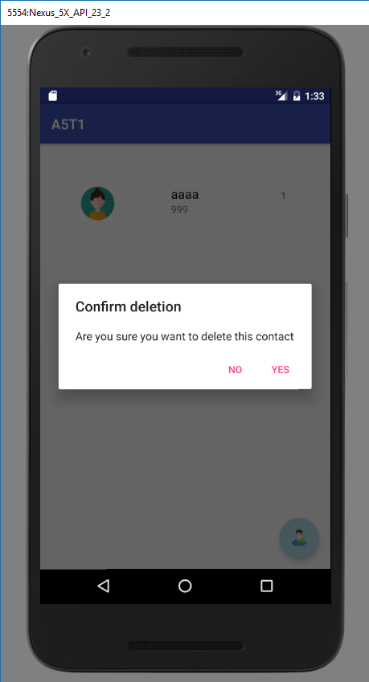 5554:Nexus_5X_API_23_2
3G 1:33
A5T1
aaaa 1
999
Confirm deletion
Are you sure you want to delete this contact
NO YES